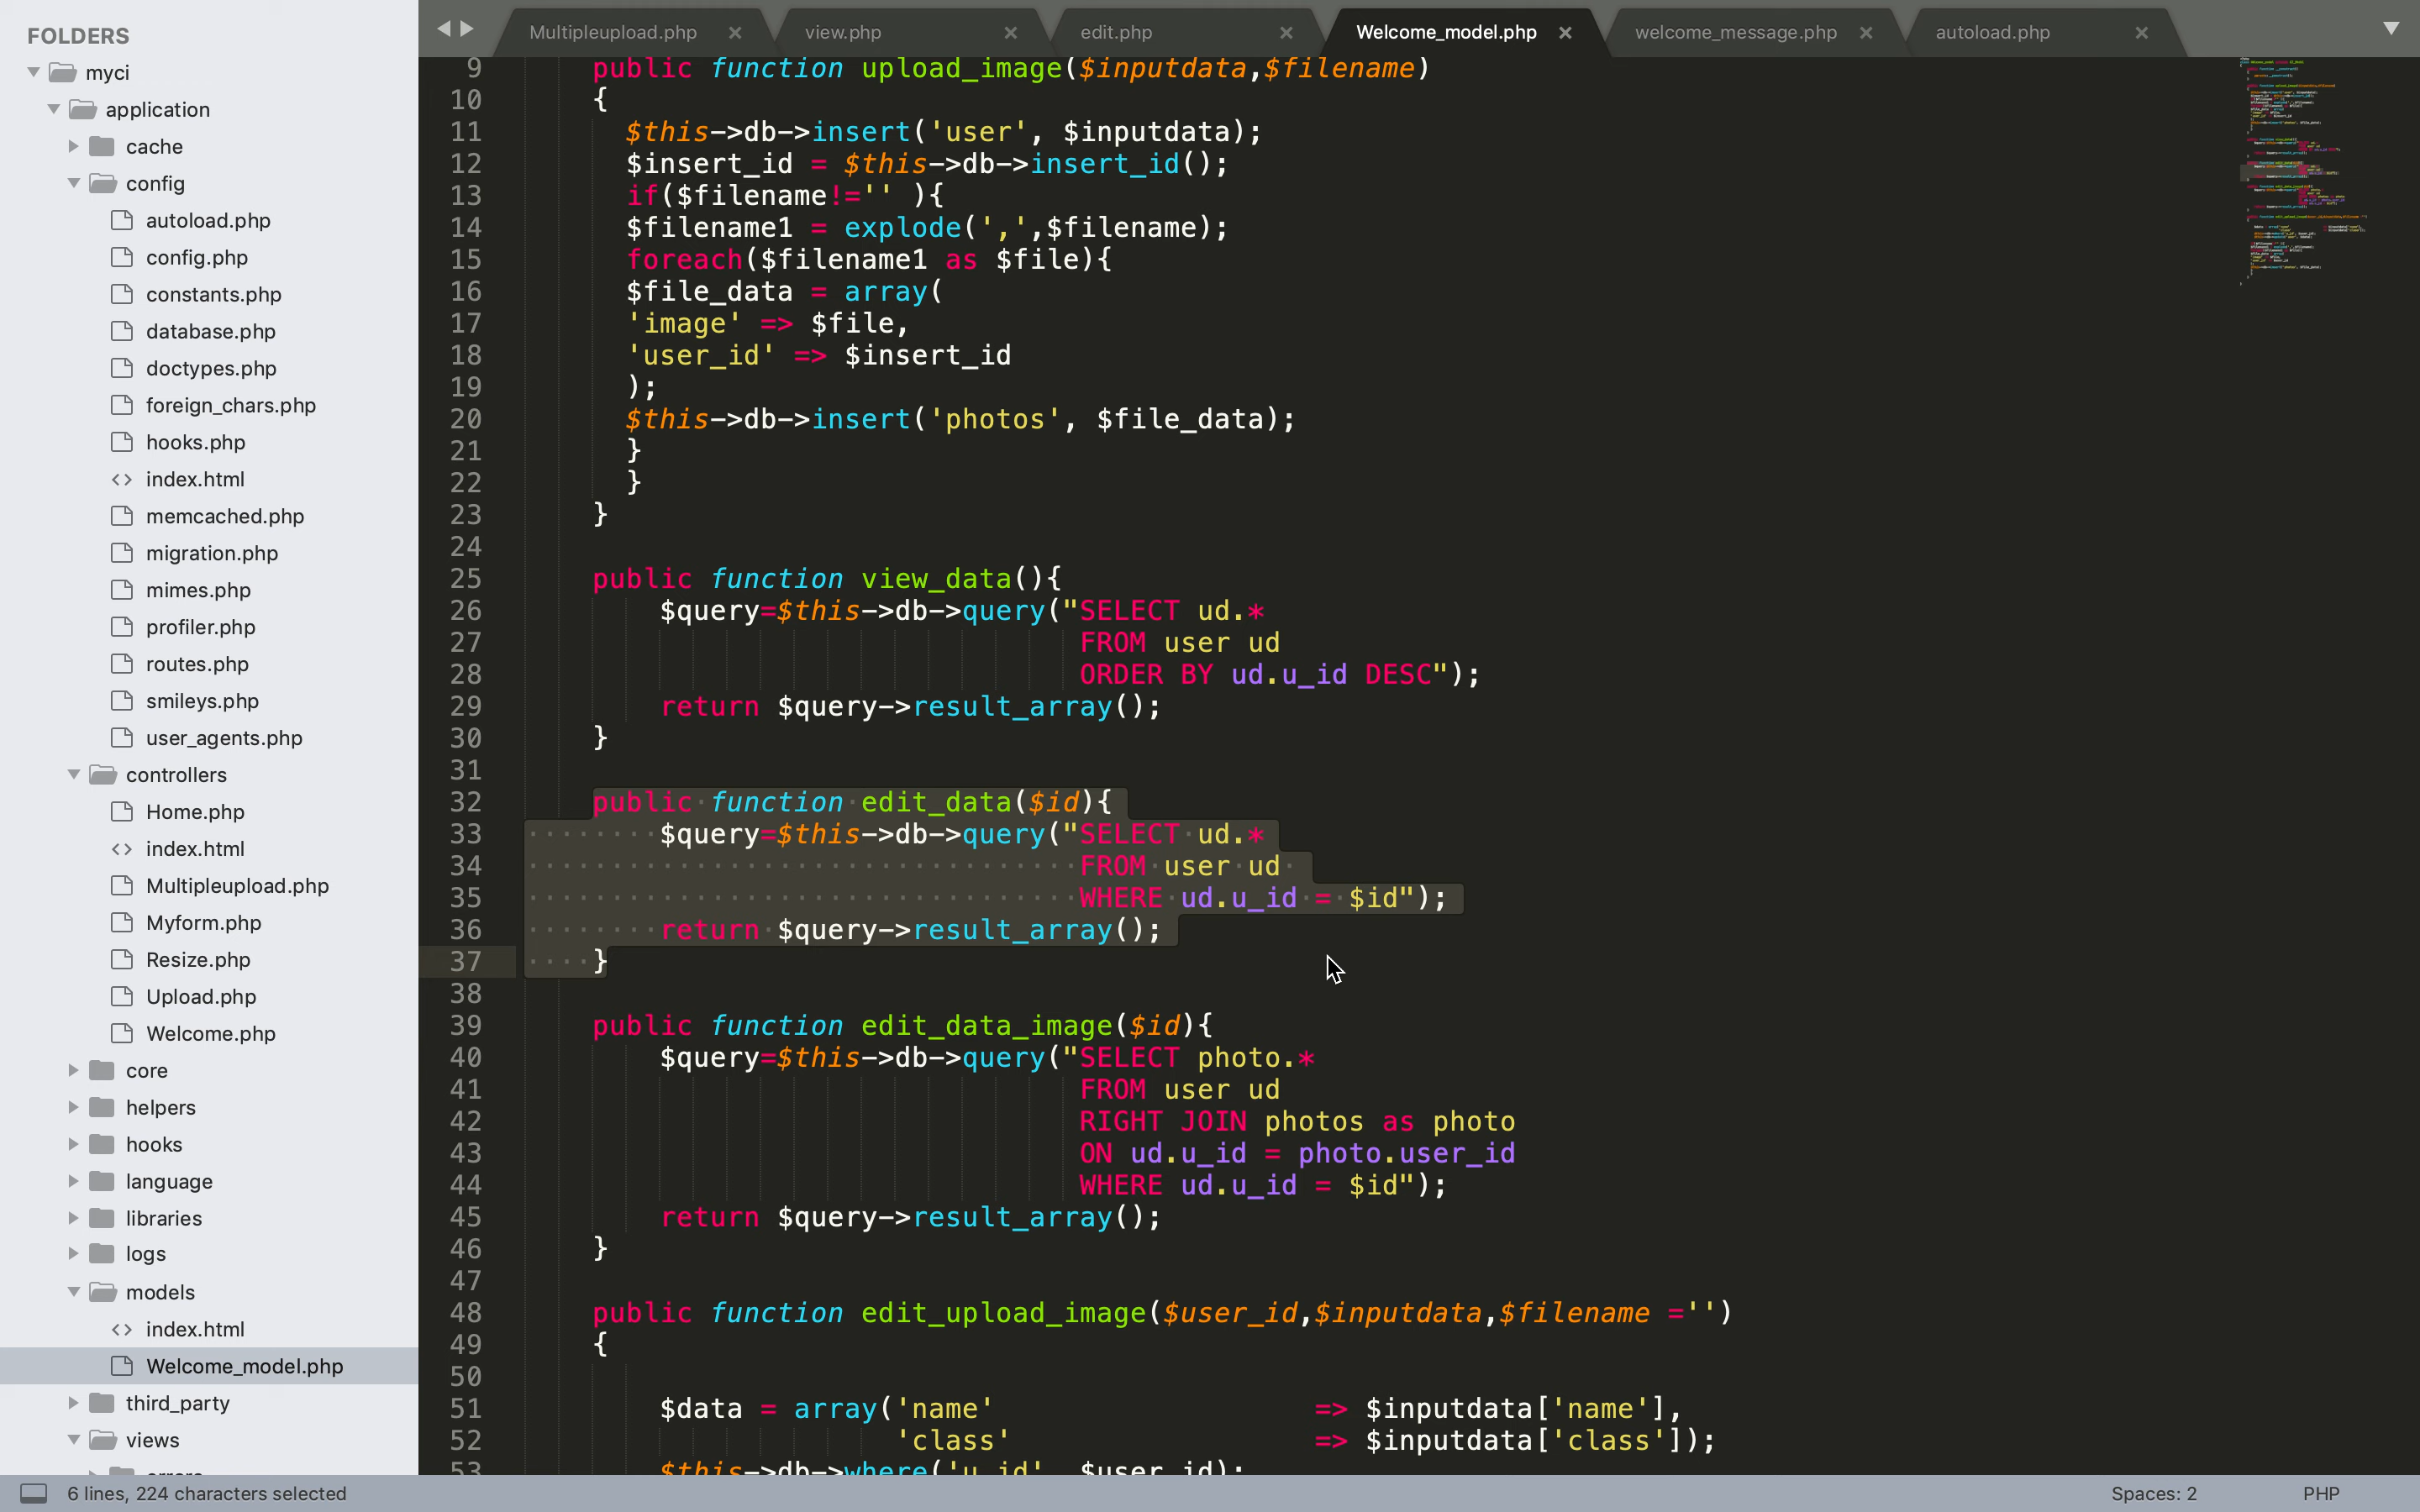 FOLDERS
myci
application
cache
config
autoload.php
config.php
constants.php
database.php
doctypes.php
foreign_chars.php
hooks.php
index.html
memcached.php
migration.php
mimes.php
profiler.php
routes.php
smileys.php
user_agents.php
controllers
Home.php
index.html
Multipleupload.php
Myform.php
Resize.php
Upload.php
Welcome.php
core
helpers
hooks
language
libraries
logs
models
index.html
Welcome_model.php
third_party
views
Multipleupload.php × view.php × edit.php × Welcome_model.php × welcome_message.php × autoload.php ×
9 public function upload_image($inputdata,$filename)
10 {
11 $this->db->insert('user', $inputdata);
12 $insert_id = $this->db->insert_id();
13 if($filename!='' ){
14 $filename1 = explode(',',$filename);
15 foreach($filename1 as $file){
16 $file_data = array(
17 'image' => $file,
18 'user_id' => $insert_id
19 );
20 $this->db->insert('photos', $file_data);
21 }
22 }
23 }
24
25 public function view_data(){
26 $query=$this->db->query("SELECT ud.*
27 FROM user ud
28 ORDER BY ud.u_id DESC");
29 return $query->result_array();
30 }
31
32 public function edit_data($id){
33 $query=$this->db->query("SELECT ud.*
34 FROM user ud
35 WHERE ud.u_id = $id");
36 return $query->result_array();
37 }
38
39 public function edit_data_image($id){
40 $query=$this->db->query("SELECT photo.*
41 FROM user ud
42 RIGHT JOIN photos as photo
43 ON ud.u_id = photo.user_id
44 WHERE ud.u_id = $id");
45 return $query->result_array();
46 }
47
48 public function edit_upload_image($user_id,$inputdata,$filename ='')
49 {
50
51 $data = array('name' => $inputdata['name'],
52 'class' => $inputdata['class']);
53 $this->db->where('u_id', $user_id);
6 lines, 224 characters selected
Spaces: 2
PHP